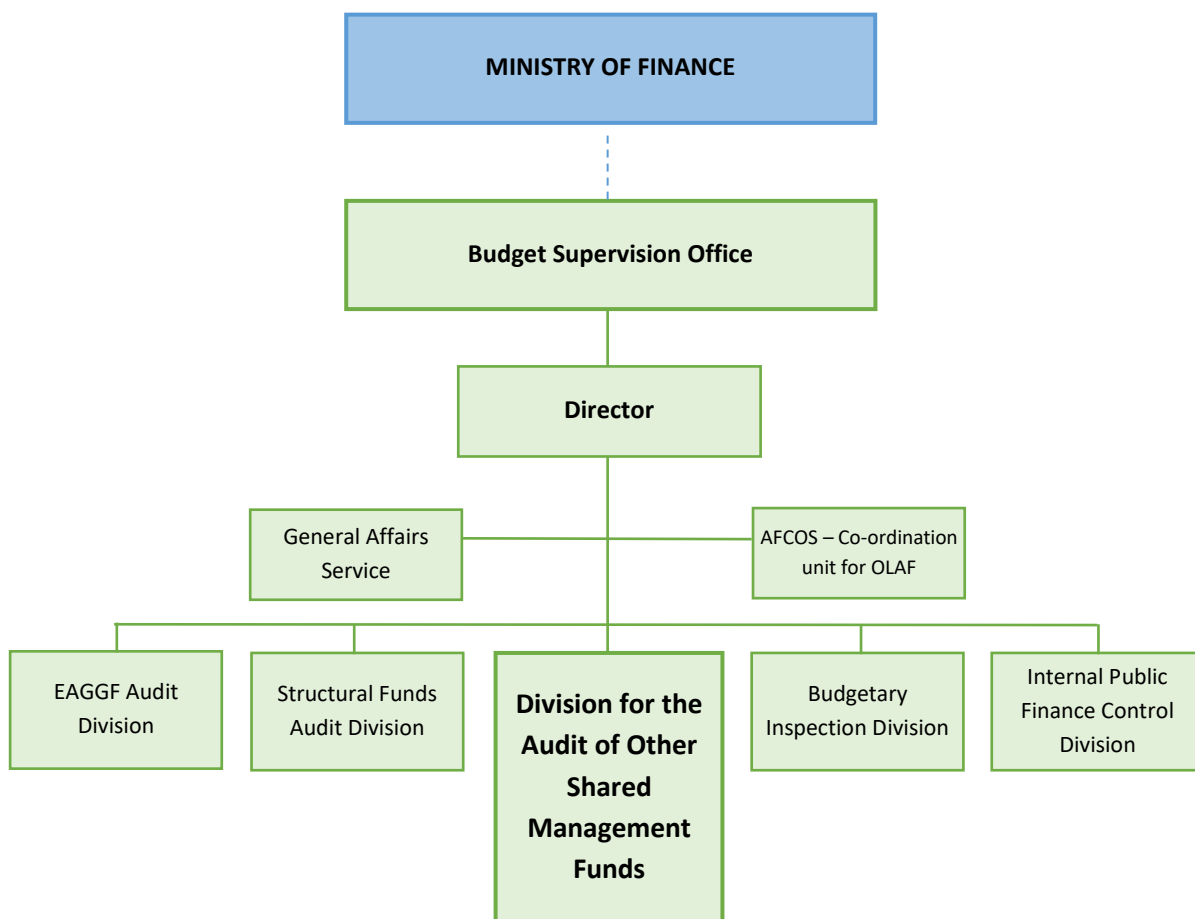 MINISTRY OF FINANCE
Budget Supervision Office
Director
General Affairs
Service
AFCOS – Co-ordination
unit for OLAF
EAGGF Audit
Division
Structural Funds
Audit Division
Division for the
Audit of Other
Shared
Management
Funds
Budgetary
Inspection Division
Internal Public
Finance Control
Division